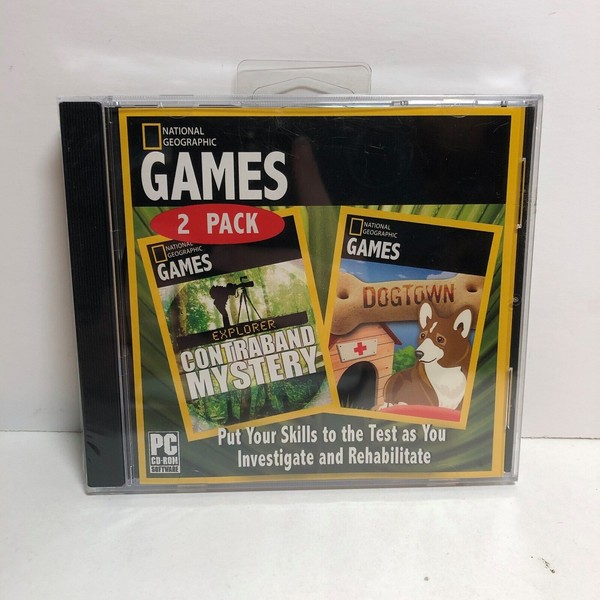 NATIONAL
GEOGRAPHIC
GAMES
2 PACK
NATIONAL
GEOGRAPHIC
GAMES
EXPLORER
CONTRABAND
MYSTERY
NATIONAL
GEOGRAPHIC
GAMES
DOGTOWN
Put Your Skills to the Test as You
Investigate and Rehabilitate
PC
CD-ROM
SOFTWARE